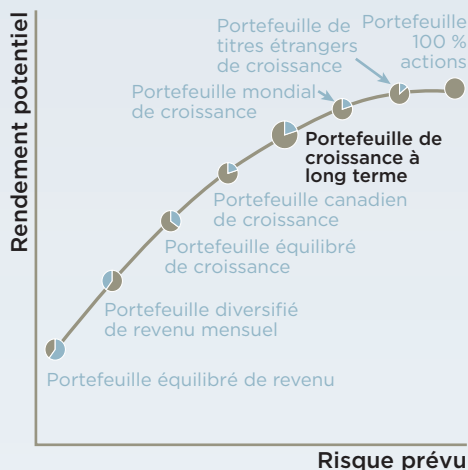 Rendement potentiel
Portefeuille
100 %
actions
Portefeuille de
titres étrangers
de croissance
Portefeuille mondial
de croissance
Portefeuille de
croissance à
long terme
Portefeuille canadien
de croissance
Portefeuille équilibré
de croissance
Portefeuille diversifié
de revenu mensuel
Portefeuille équilibré de revenu
Risque prévu